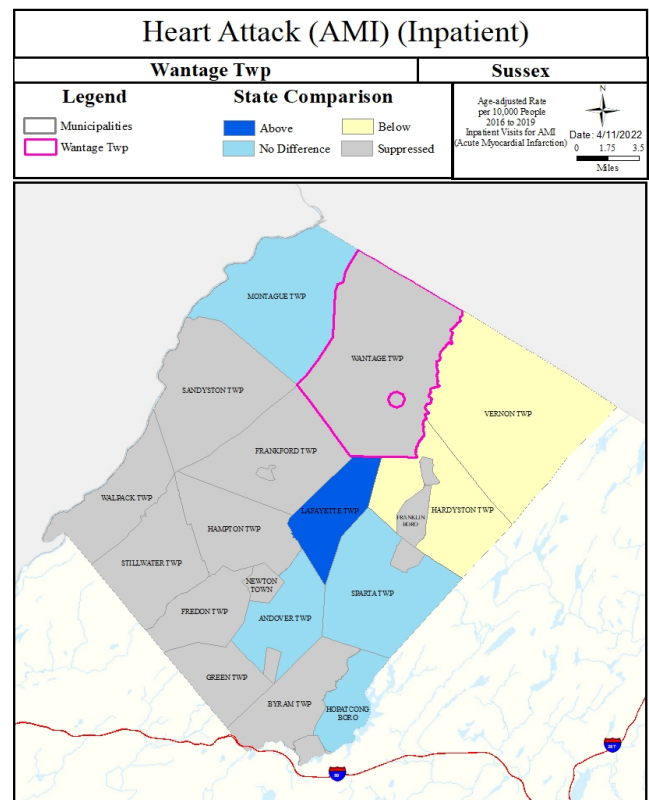 Heart Attack (AMI) (Inpatient)
Wantage Twp
Sussex
Legend
Municipalities
Wantage Twp
State Comparison
Above
Below
No Difference
Suppressed
Age-adjusted Rate
per 10,000 People
2016 to 2019
Inpatient Visits for AMI
(Acute Myocardial Infarction)
N
Date: 4/11/2022
0 1.75 3.5
Miles
MONTAGUE TWP
WANTAGE TWP
SANDYSTON TWP
VERNON TWP
FRANKFORD TWP
WALPACK TWP
LAFAYETTE TWP
HARDYSTON TWP
FRANKLIN
BORO
HAMPTON TWP
STILLWATER TWP
NEWTON
TOWN
SPARTA TWP
FREDON TWP
ANDOVER TWP
GREEN TWP
BYRAM TWP
HOPATCONG
BORO
80
287